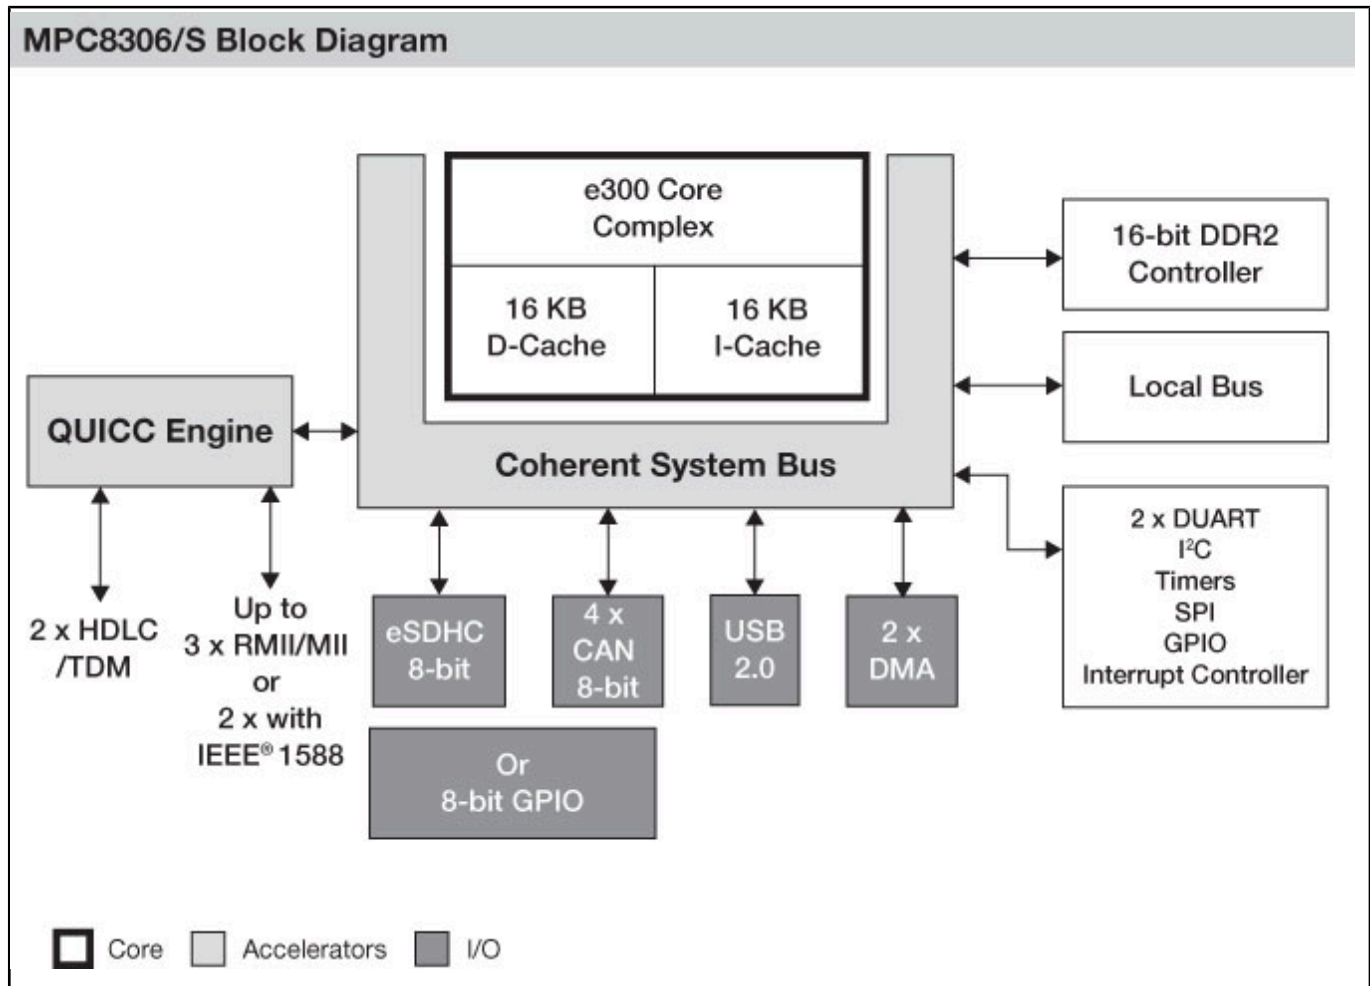 MPC8306/S Block Diagram
e300 Core
Complex
16 KB
D-Cache
16 KB
I-Cache
16-bit DDR2
Controller
Local Bus
QUICC Engine
Coherent System Bus
2 x DUART
I²C
Timers
SPI
GPIO
Interrupt Controller
2 x HDLC
/TDM
Up to
3 x RMII/MII
or
2 x with
IEEE® 1588
eSDHC
8-bit
4 x
CAN
8-bit
USB
2.0
2 x
DMA
Or
8-bit GPIO
Core
Accelerators
I/O